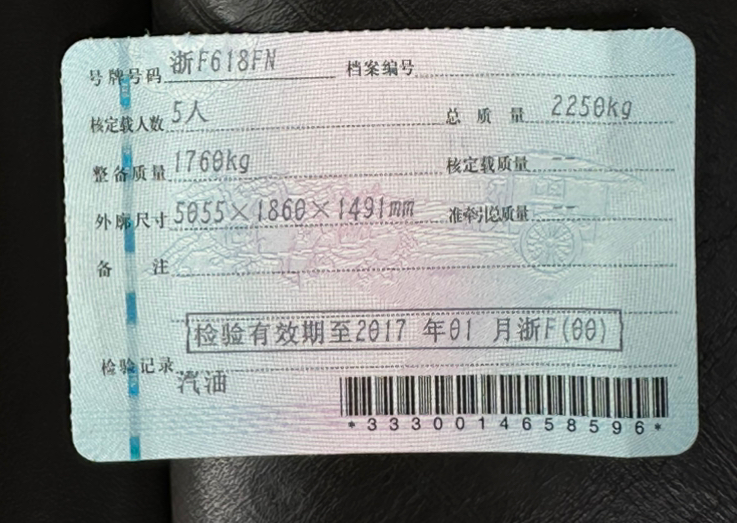 号牌号码 浙F618FN 档案编号
核定载人数 5人 总质量 2250kg
整备质量 1760kg 核定载质量 --
外廓尺寸 5055×1860×1491mm 准牵引总质量 --
备注
检验有效期至2017 年01 月浙F(00)
检验记录
汽油
*3330014658596*